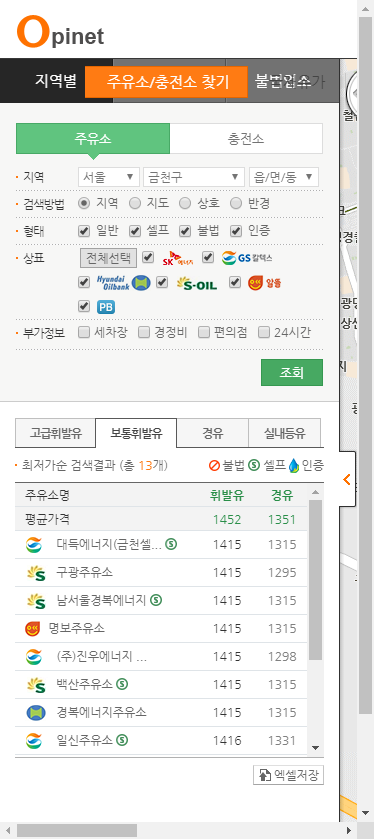 Opinet
지역별 주유소/충전소 찾기 불법업소
주유소 충전소
지역 서울 금천구 읍/면/동
검색방법 지역 지도 상호 반경
형태 일반 셀프 불법 인증
상표 전체선택 SK에너지 GS칼텍스
Hyundai Oilbank S-OIL 알뜰
PB
부가정보 세차장 경정비 편의점 24시간
조회
고급휘발유 보통휘발유 경유 실내등유
최저가순 검색결과 (총 13개) 불법 S 셀프 인증
주유소명 휘발유 경유
평균가격 1452 1351
대득에너지(금천셀... S 1415 1315
구광주유소 1415 1295
남서울경복에너지 S 1415 1315
명보주유소 1415 1315
(주)진우에너지 ... 1415 1298
백산주유소 S 1415 1315
경복에너지주유소 1415 1315
일신주유소 S 1416 1331
엑셀저장